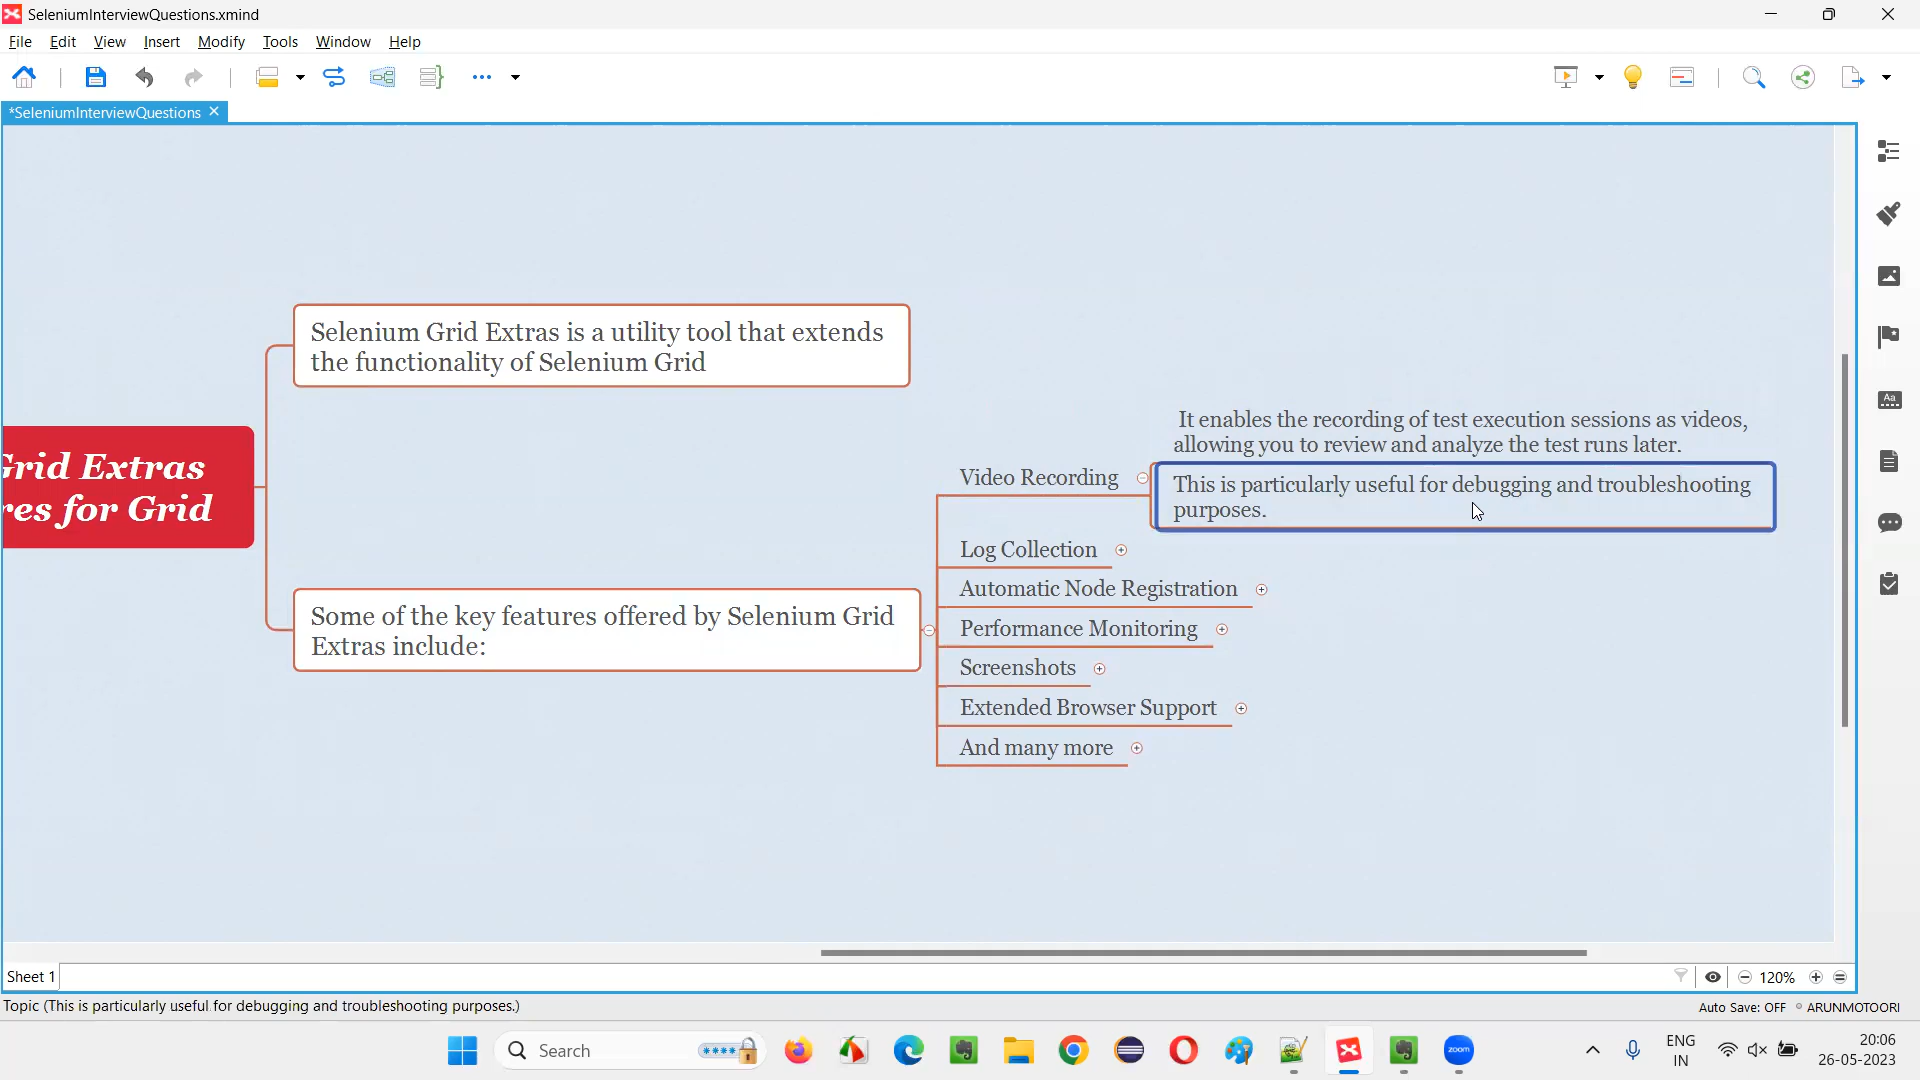 SeleniumInterviewQuestions.xmind
File Edit View Insert Modify Tools Window Help
*SeleniumInterviewQuestions
Selenium Grid Extras is a utility tool that extends
the functionality of Selenium Grid
Grid Extras
res for Grid
It enables the recording of test execution sessions as videos,
allowing you to review and analyze the test runs later.
Video Recording
This is particularly useful for debugging and troubleshooting
purposes.
Log Collection
Automatic Node Registration
Some of the key features offered by Selenium Grid
Extras include:
Performance Monitoring
Screenshots
Extended Browser Support
And many more
Sheet 1
120%
Topic (This is particularly useful for debugging and troubleshooting purposes.)
Auto Save: OFF
ARUNMOTOORI
Search
zoom
ENG
IN
20:06
26-05-2023